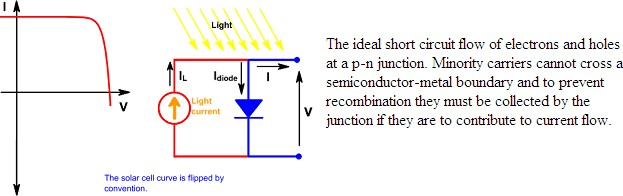 I
V
The solar cell curve is flipped by
convention.
Light
IL
Idiode
I
Light
current
V
The ideal short circuit flow of electrons and holes
at a p-n junction. Minority carriers cannot cross a
semiconductor-metal boundary and to prevent
recombination they must be collected by the
junction if they are to contribute to current flow.